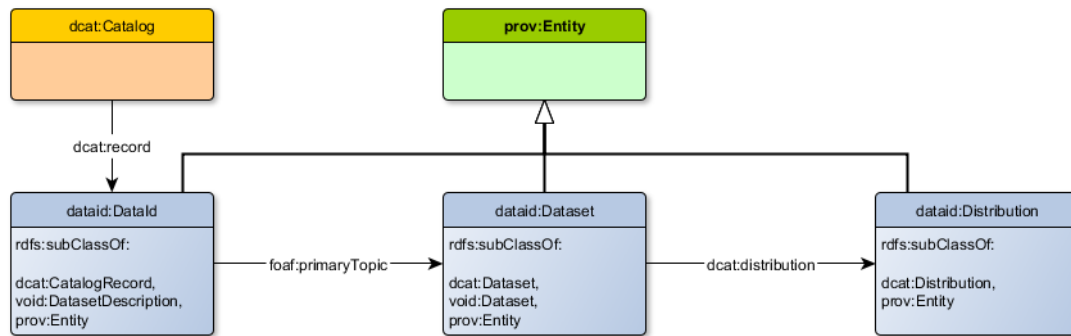 dcat:Catalog
prov:Entity
dcat:record
dataid:DataId
rdfs:subClassOf:
dcat:CatalogRecord,
void:DatasetDescription,
prov:Entity
foaf:primaryTopic
dataid:Dataset
rdfs:subClassOf:
dcat:Dataset,
void:Dataset,
prov:Entity
dcat:distribution
dataid:Distribution
rdfs:subClassOf:
dcat:Distribution,
prov:Entity